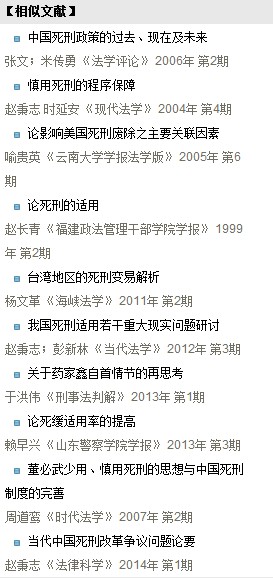 【相似文献】
中国死刑政策的过去、现在及未来
张文；米传勇《法学评论》2006年 第2期
慎用死刑的程序保障
赵秉志 时延安《现代法学》2004年 第4期
论影响美国死刑废除之主要关联因素
喻贵英《云南大学学报法学版》2005年 第6
期
论死刑的适用
赵长青《福建政法管理干部学院学报》1999
年 第2期
台湾地区的死刑变易解析
杨文革《海峡法学》2011年 第2期
我国死刑适用若干重大现实问题研讨
赵秉志；彭新林《当代法学》2012年 第3期
关于药家鑫自首情节的再思考
于洪伟《刑事法判解》2013年 第1期
论死缓适用率的提高
赖早兴《山东警察学院学报》2013年 第3期
董必武少用、慎用死刑的思想与中国死刑
制度的完善
周道鸾《时代法学》2007年 第2期
当代中国死刑改革争议问题论要
赵秉志《法律科学》2014年 第1期